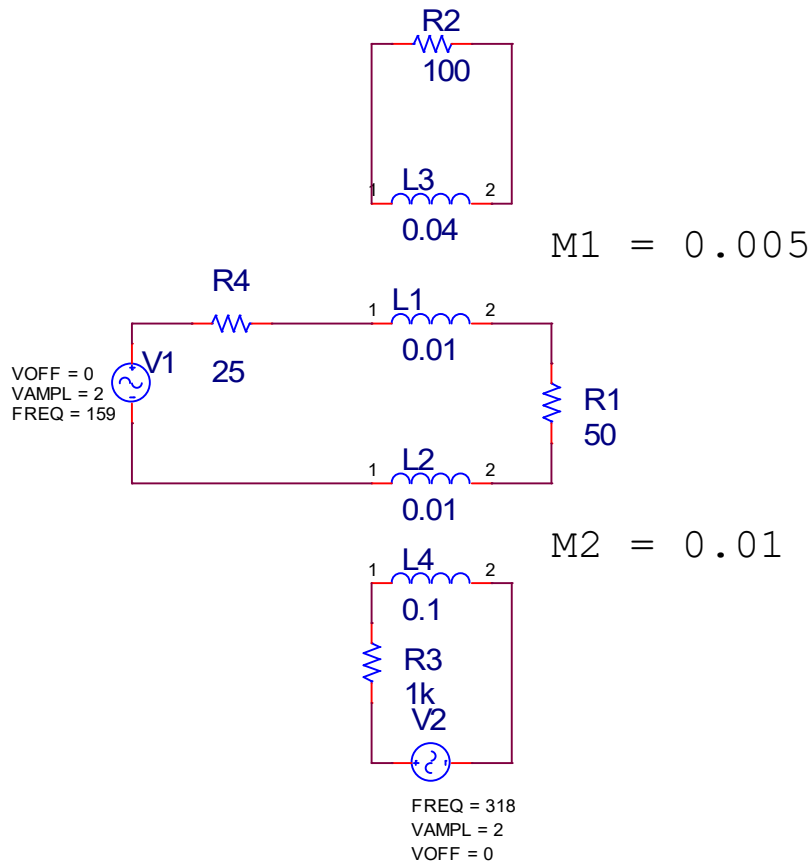 R2
100
1 L3 2
0.04
M1 = 0.005
R4
1 L1 2
0.01
V1
25
VOFF = 0
VAMPL = 2
FREQ = 159
R1
50
1 L2 2
0.01
M2 = 0.01
1 L4 2
0.1
R3
1k
V2
FREQ = 318
VAMPL = 2
VOFF = 0